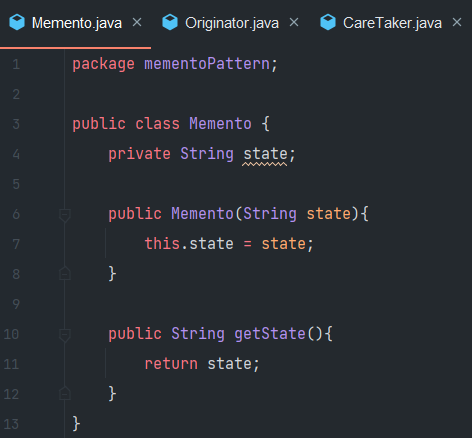 Memento.java × Originator.java × CareTaker.java ×
1 package mementoPattern;
2
3 public class Memento {
4 private String state;
5
6 public Memento(String state){
7 this.state = state;
8 }
9
10 public String getState(){
11 return state;
12 }
13 }